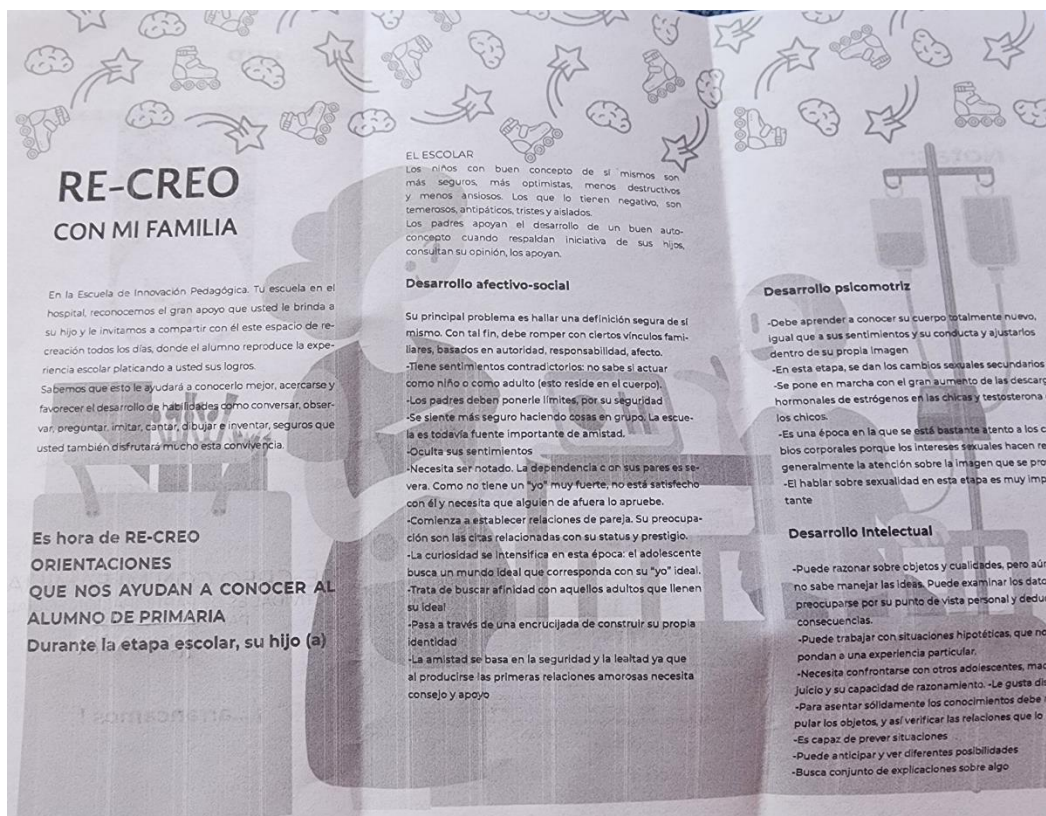 RE-CREO
CON MI FAMILIA
En la Escuela de Innovación Pedagógica. Tu escuela en el
hospital, reconocemos el gran apoyo que usted le brinda a
su hijo y le invitamos a compartir con él este espacio de re-
creación todos los días, donde el alumno reproduce la expe-
riencia escolar platicando a usted sus logros.
Sabemos que esto le ayudará a conocerlo mejor, acercarse y
favorecer el desarrollo de habilidades como conversar, obser-
var, preguntar, imitar, cantar, dibujar e inventar, seguros que
usted también disfrutará mucho esta convivencia.
Es hora de RE-CREO
ORIENTACIONES
QUE NOS AYUDAN A CONOCER AL
ALUMNO DE PRIMARIA
Durante la etapa escolar, su hijo (a)
EL ESCOLAR
Los niños con buen concepto de sí mismos son
más seguros, más optimistas, menos destructivos
y menos ansiosos. Los que lo tienen negativo, son
temerosos, antipáticos, tristes y aislados.
Los padres apoyan el desarrollo de un buen auto-
concepto cuando respaldan iniciativa de sus hijos,
consultan su opinión, los apoyan.
Desarrollo afectivo-social
Su principal problema es hallar una definición segura de sí
mismo. Con tal fin, debe romper con ciertos vínculos fami-
liares, basados en autoridad, responsabilidad, afecto.
-Tiene sentimientos contradictorios: no sabe si actuar
como niño o como adulto (esto reside en el cuerpo).
-Los padres deben ponerle límites, por su seguridad
-Se siente más seguro haciendo cosas en grupo. La escue-
la es todavía fuente importante de amistad.
-Oculta sus sentimientos
-Necesita ser notado. La dependencia con sus pares es se-
vera. Como no tiene un "yo" muy fuerte, no está satisfecho
con él y necesita que alguien de afuera lo apruebe.
-Comienza a establecer relaciones de pareja. Su preocupa-
ción son las citas relacionadas con su status y prestigio.
-La curiosidad se intensifica en esta época: el adolescente
busca un mundo ideal que corresponda con su "yo" ideal.
-Trata de buscar afinidad con aquellos adultos que llenen
su ideal
-Pasa a través de una encrucijada de construir su propia
identidad
-La amistad se basa en la seguridad y la lealtad ya que
al producirse las primeras relaciones amorosas necesita
consejo y apoyo
Desarrollo psicomotriz
-Debe aprender a conocer su cuerpo totalmente nuevo,
igual que a sus sentimientos y su conducta y ajustarlos
dentro de su propia imagen
-En esta etapa, se dan los cambios sexuales secundarios
-Se pone en marcha con el gran aumento de las descarg
hormonales de estrógenos en las chicas y testosterona
los chicos.
-Es una época en la que se está bastante atento a los c
bios corporales porque los intereses sexuales hacen re
generalmente la atención sobre la imagen que se pro
-El hablar sobre sexualidad en esta etapa es muy imp
tante
Desarrollo Intelectual
-Puede razonar sobre objetos y cualidades, pero aún
no sabe manejar las ideas. Puede examinar los dato
preocuparse por su punto de vista personal y dedu
consecuencias.
-Puede trabajar con situaciones hipotéticas, que no
pondan a una experiencia particular.
-Necesita confrontarse con otros adolescentes, mad
juicio y su capacidad de razonamiento. -Le gusta dis
-Para asentar sólidamente los conocimientos debe
pular los objetos, y así verificar las relaciones que lo
-Es capaz de prever situaciones
-Puede anticipar y ver diferentes posibilidades
-Busca conjunto de explicaciones sobre algo